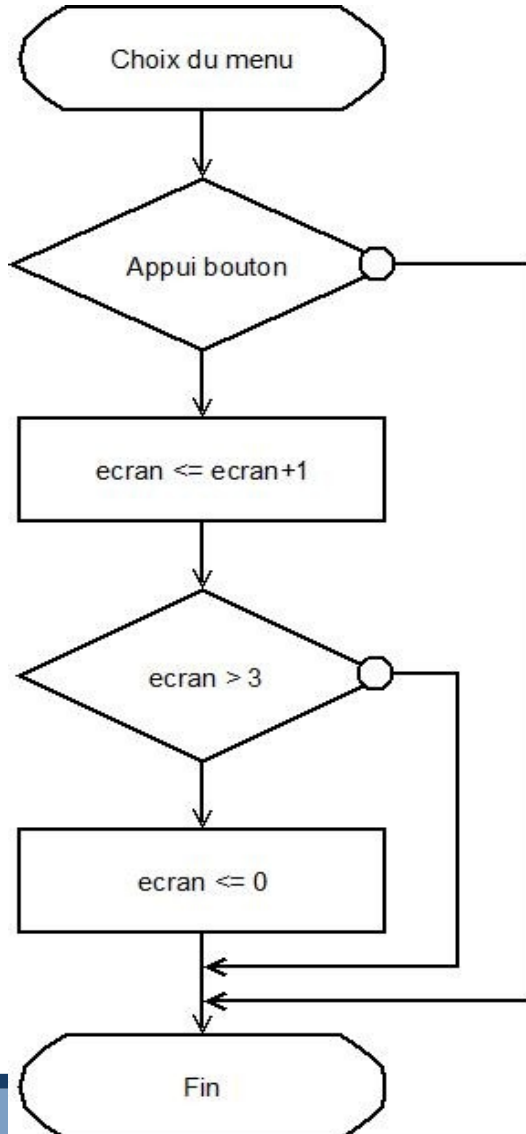 Choix du menu
Appui bouton
ecran <= ecran+1
ecran > 3
ecran <= 0
Fin